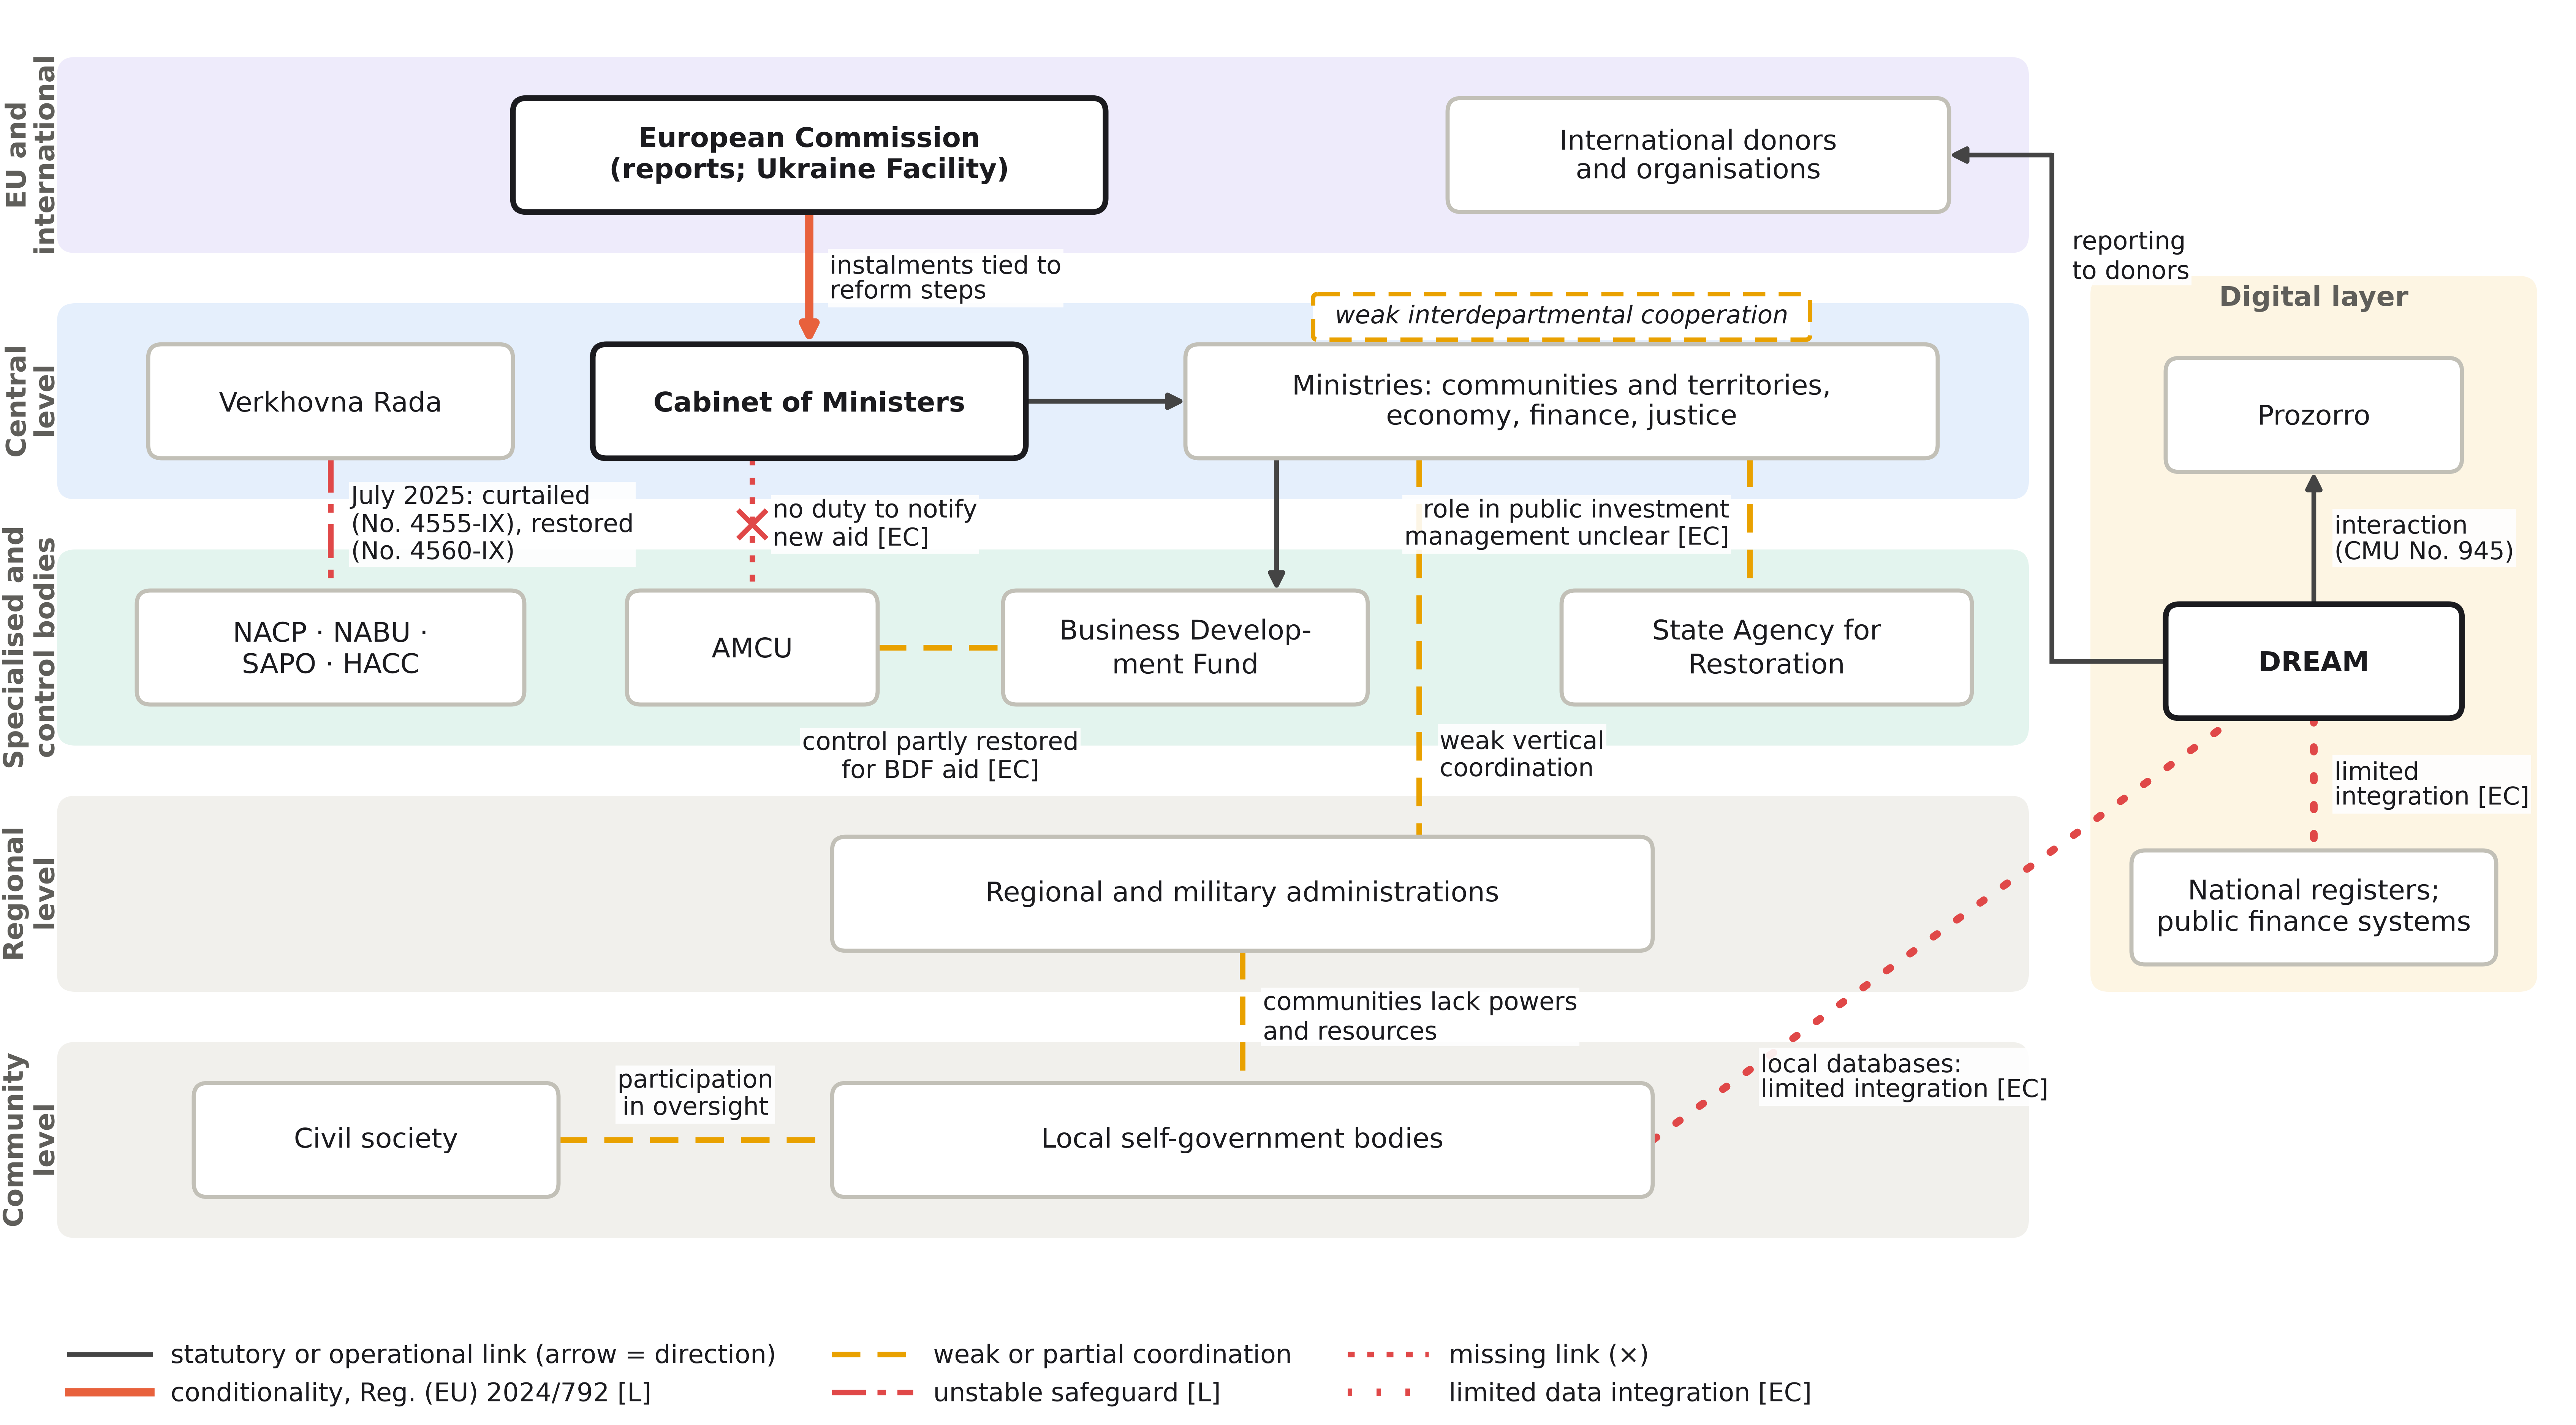 EU and
international
European Commission
(reports; Ukraine Facility)
International donors
and organisations
instalments tied to
reform steps
reporting
to donors
Digital layer
Central
level
weak interdepartmental cooperation
Verkhovna Rada
Cabinet of Ministers
Ministries: communities and territories,
economy, finance, justice
Prozorro
July 2025: curtailed
(No. 4555-IX), restored
(No. 4560-IX)
no duty to notify
new aid [EC]
role in public investment
management unclear [EC]
interaction
(CMU No. 945)
Specialised and
control bodies
NACP · NABU ·
SAPO · HACC
AMCU
Business Develop-
ment Fund
State Agency for
Restoration
DREAM
control partly restored
for BDF aid [EC]
weak vertical
coordination
limited
integration [EC]
Regional
level
Regional and military administrations
National registers;
public finance systems
communities lack powers
and resources
Community
level
participation
in oversight
local databases:
limited integration [EC]
Civil society
Local self-government bodies
statutory or operational link (arrow = direction)
weak or partial coordination
missing link (×)
conditionality, Reg. (EU) 2024/792 [L]
unstable safeguard [L]
limited data integration [EC]